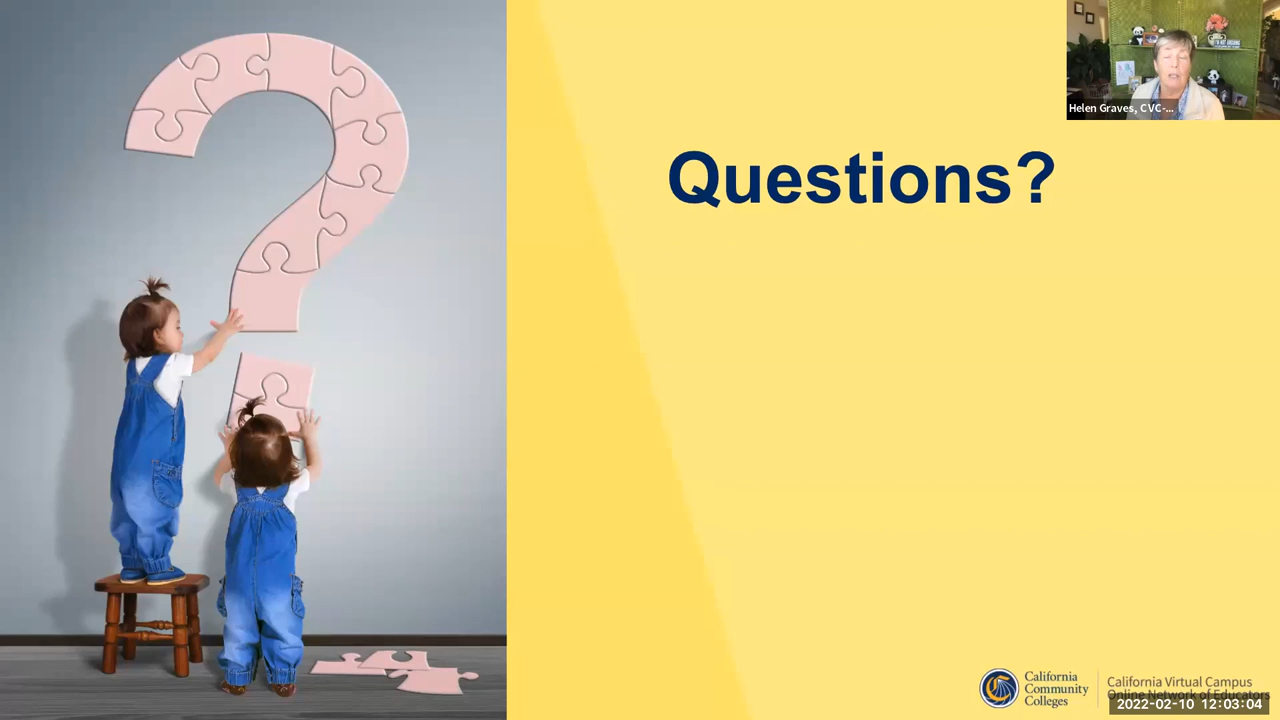 Helen Graves, CVC-...
Questions?
California
Community
Colleges
California Virtual Campus
Online Network of Educators
2022-02-10 12:03:04